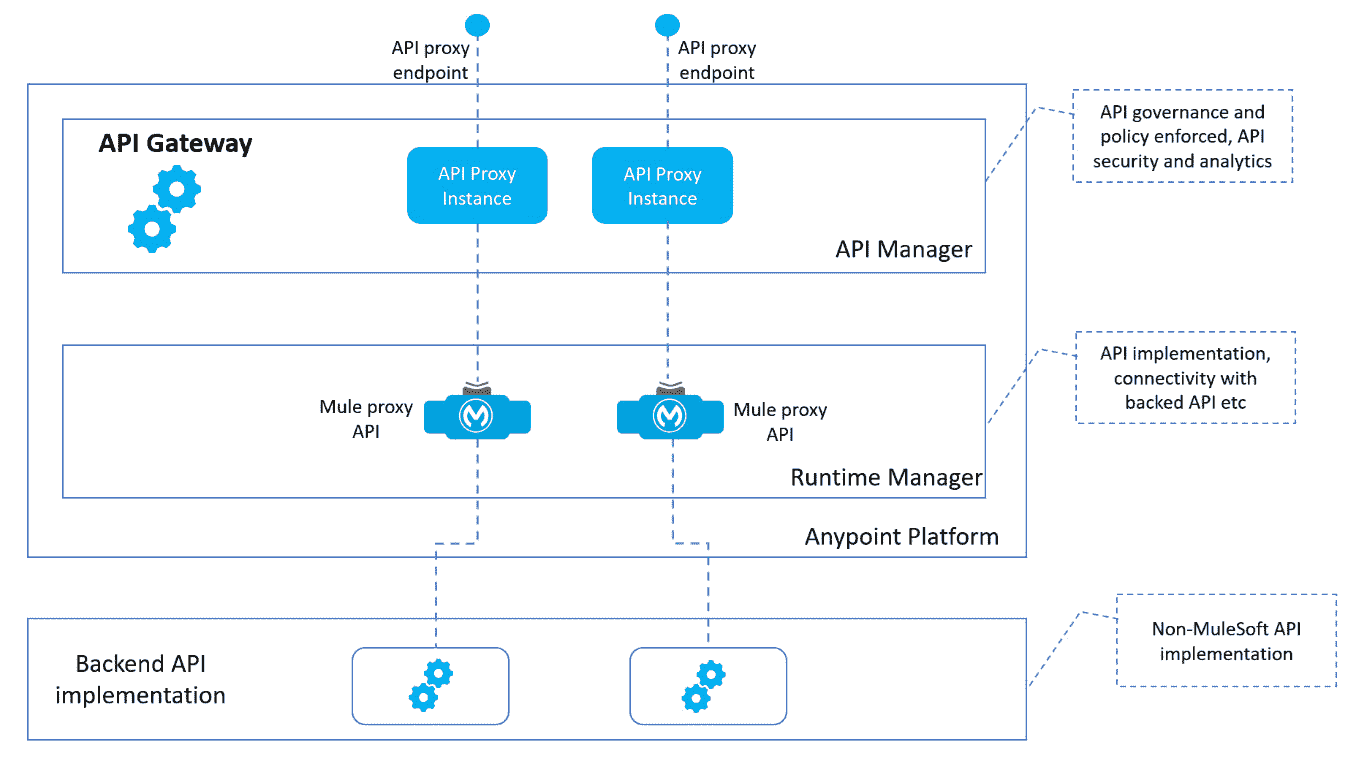 API proxy
endpoint
API proxy
endpoint
API Gateway
API Proxy
Instance
API Proxy
Instance
API Manager
API governance and
policy enforced, API
security and analytics
Mule proxy
API
Mule proxy
API
Runtime Manager
API implementation,
connectivity with
backed API etc
Anypoint Platform
Backend API
implementation
Non-MuleSoft API
implementation